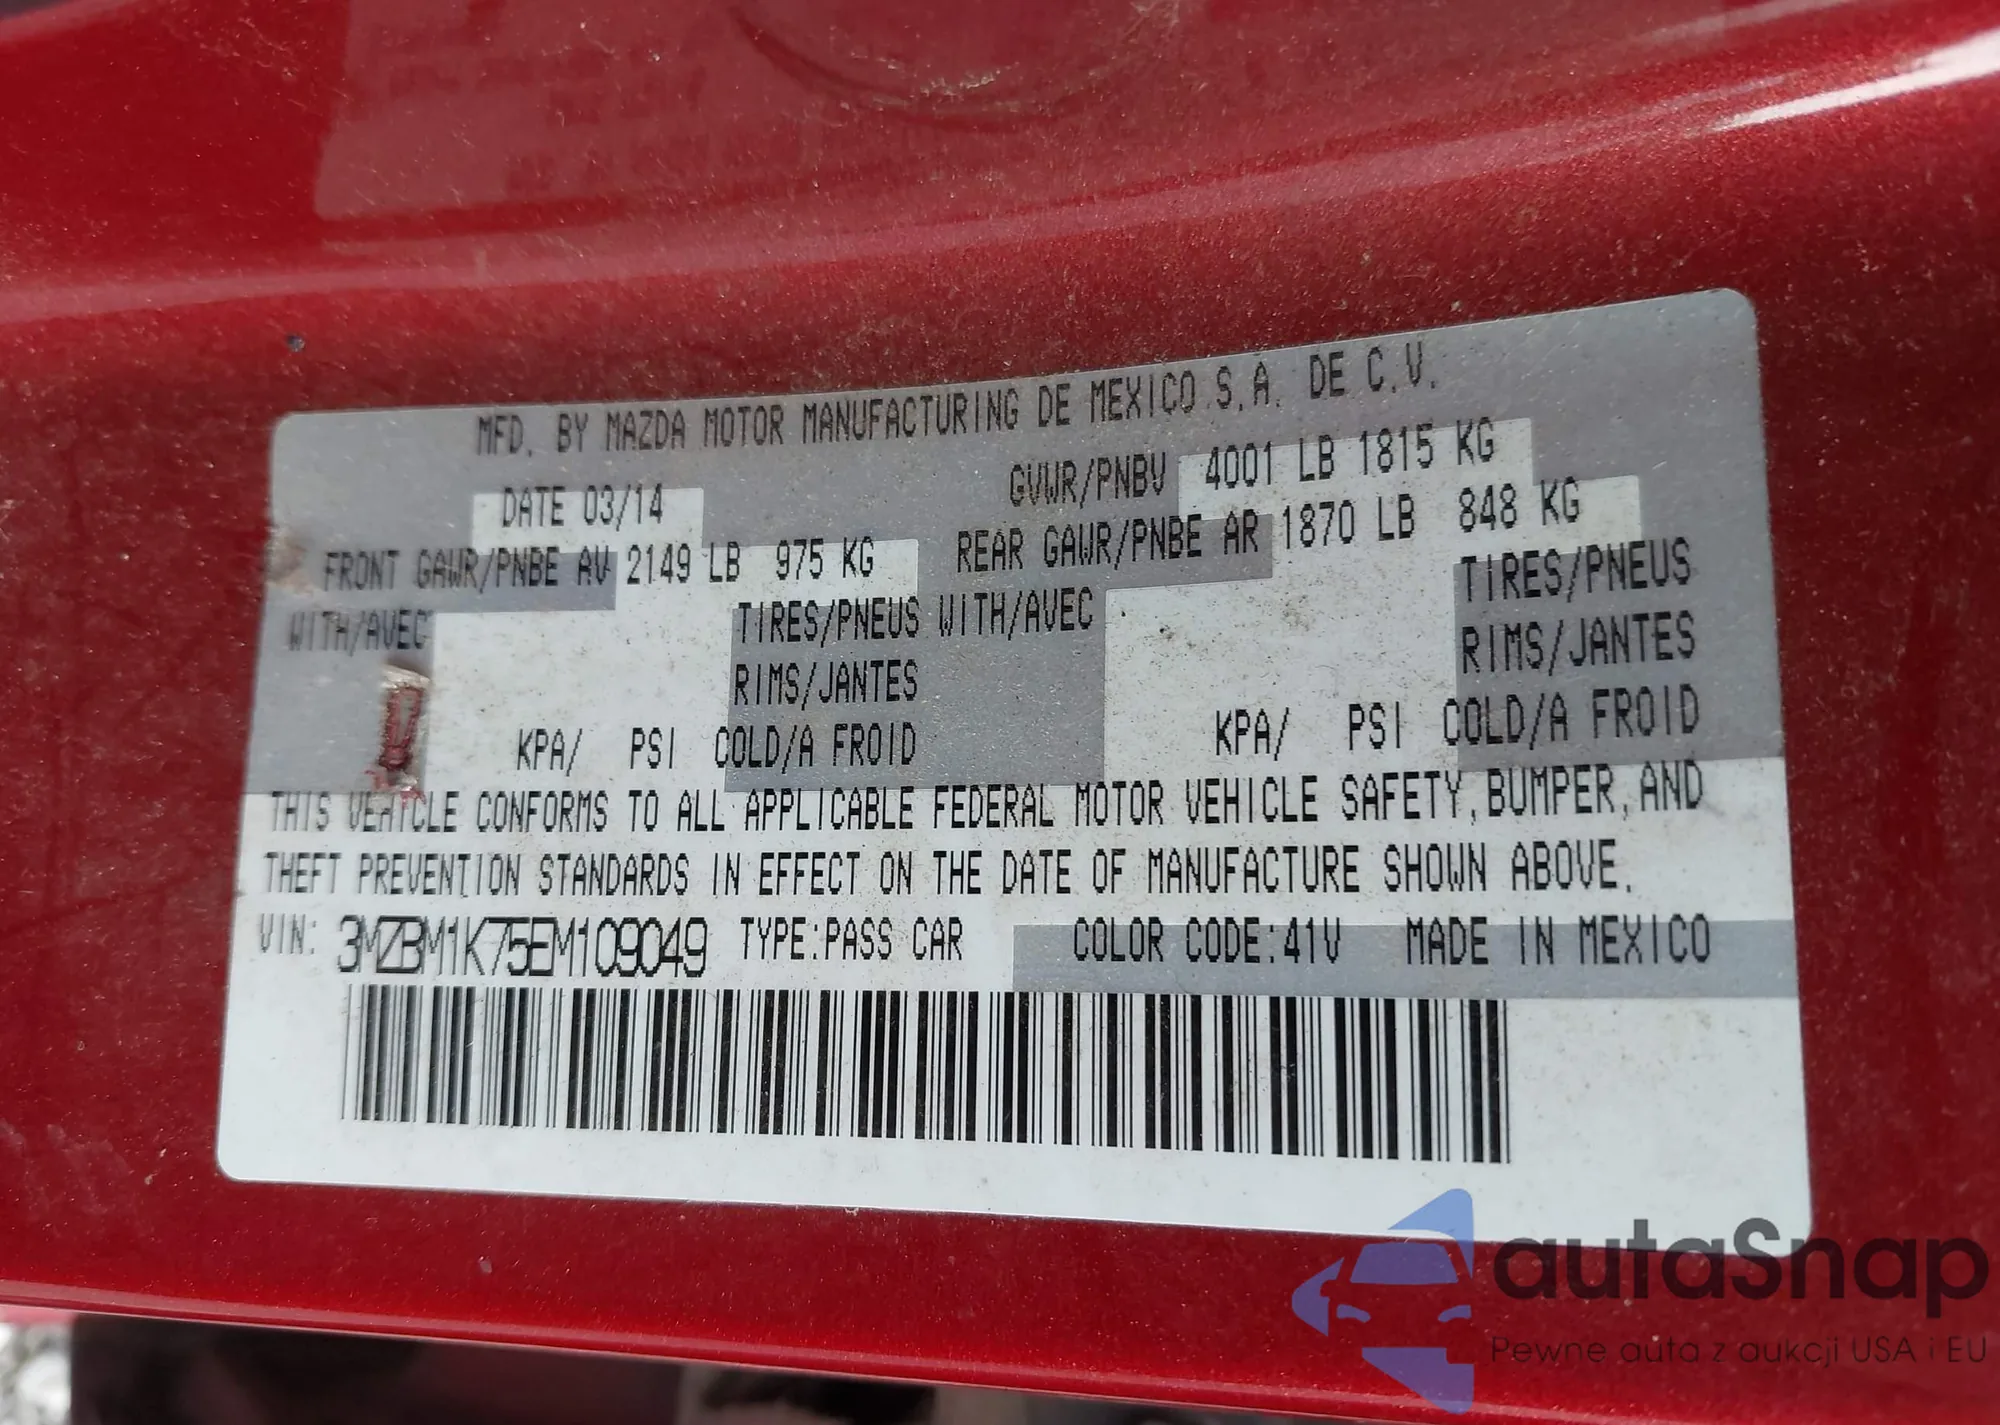 MFD. BY MAZDA MOTOR MANUFACTURING DE MEXICO S.A. DE C.V.
DATE 03/14 GVWR/PNBV 4001 LB 1815 KG
FRONT GAWR/PNBE AV 2149 LB 975 KG REAR GAWR/PNBE AR 1870 LB 848 KG
WITH/AVEC TIRES/PNEUS WITH/AVEC TIRES/PNEUS
RIMS/JANTES RIMS/JANTES
KPA/ PSI COLD/A FROID KPA/ PSI COLD/A FROID
THIS VEHICLE CONFORMS TO ALL APPLICABLE FEDERAL MOTOR VEHICLE SAFETY, BUMPER, AND
THEFT PREVENTION STANDARDS IN EFFECT ON THE DATE OF MANUFACTURE SHOWN ABOVE.
VIN: 3MZBM1K75EM109049 TYPE:PASS CAR COLOR CODE:41V MADE IN MEXICO
autaSnap
Pewne auta z aukcji USA i EU